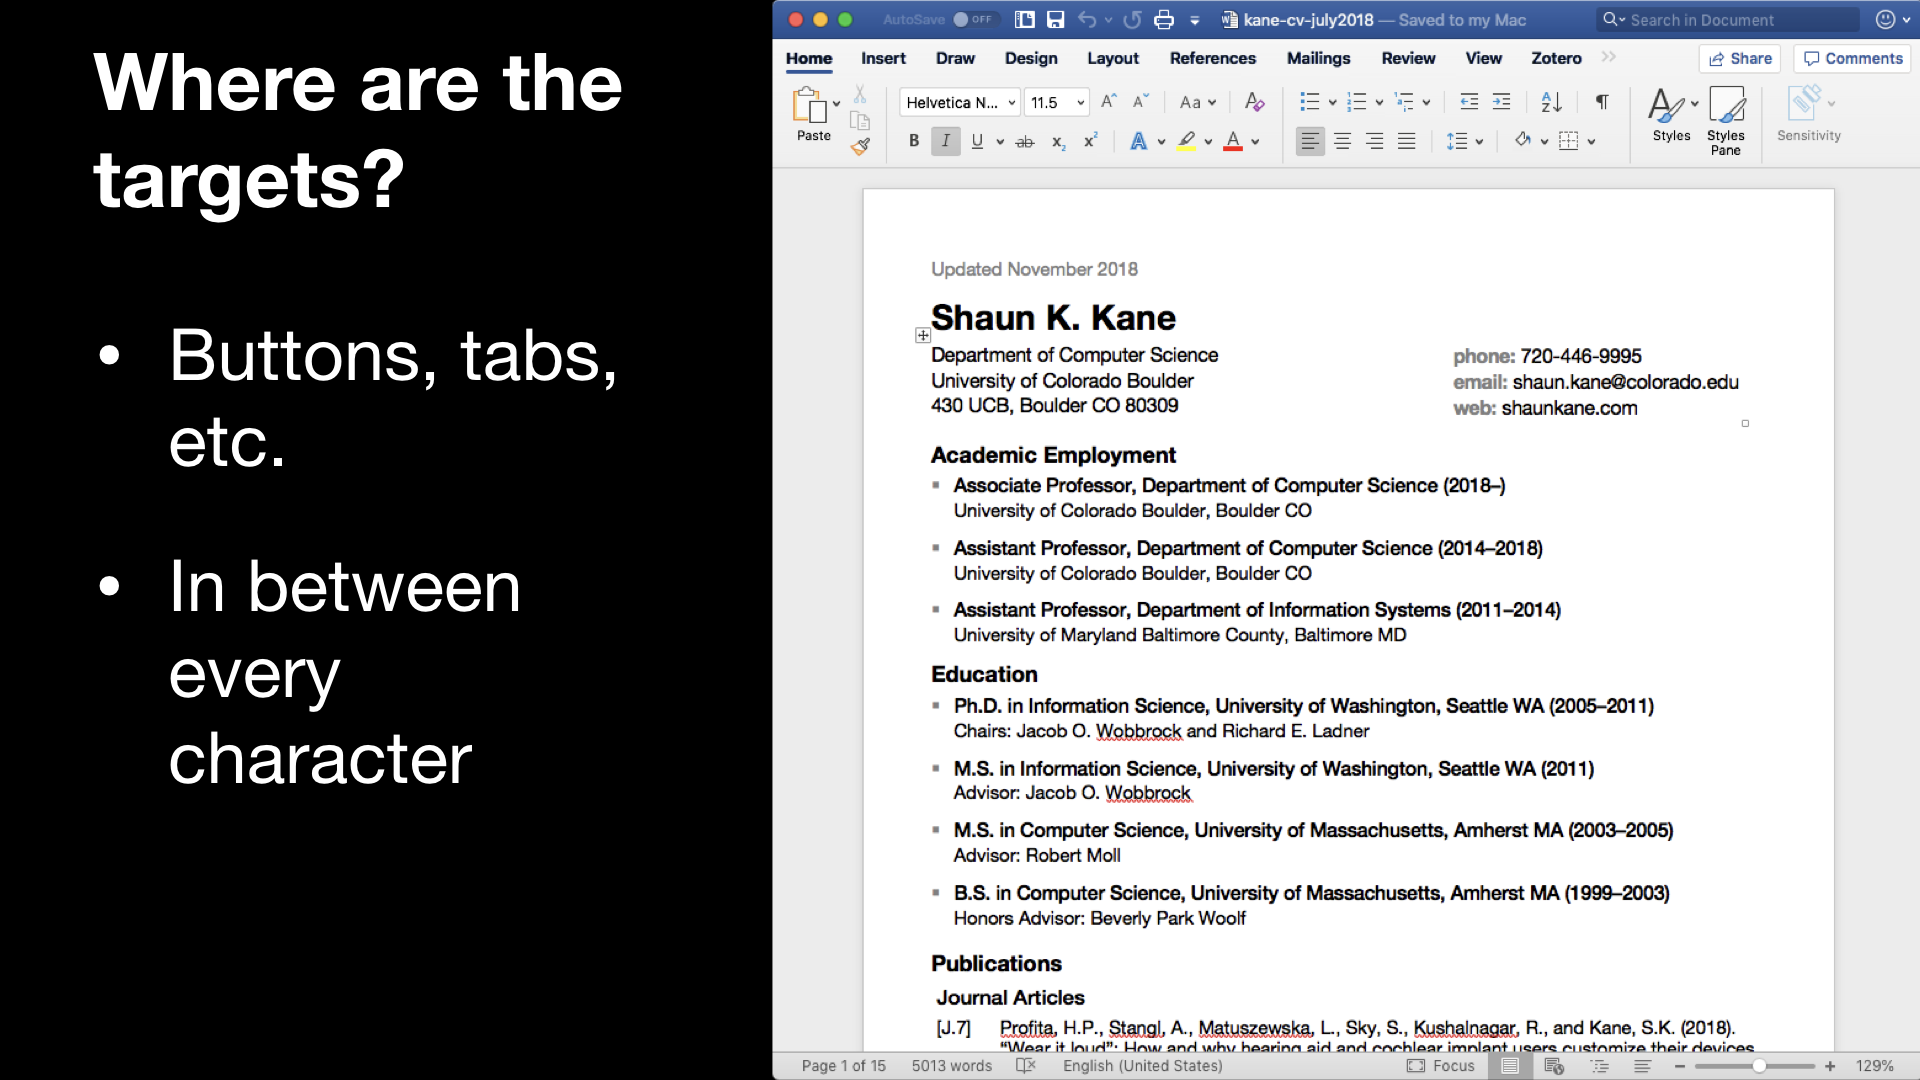 Where are the
targets?
• Buttons, tabs,
etc.
• In between
every
character
AutoSave OFF
kane-cv-july2018 — Saved to my Mac
Search in Document
Home Insert Draw Design Layout References Mailings Review View Zotero
Share Comments
Paste
Helvetica N... 11.5
Aa
B I U ab x₂ x²
Styles
Styles
Pane
Sensitivity
Updated November 2018
Shaun K. Kane
Department of Computer Science
University of Colorado Boulder
430 UCB, Boulder CO 80309
phone: 720-446-9995
email: shaun.kane@colorado.edu
web: shaunkane.com
Academic Employment
Associate Professor, Department of Computer Science (2018–)
University of Colorado Boulder, Boulder CO
Assistant Professor, Department of Computer Science (2014–2018)
University of Colorado Boulder, Boulder CO
Assistant Professor, Department of Information Systems (2011–2014)
University of Maryland Baltimore County, Baltimore MD
Education
Ph.D. in Information Science, University of Washington, Seattle WA (2005–2011)
Chairs: Jacob O. Wobbrock and Richard E. Ladner
M.S. in Information Science, University of Washington, Seattle WA (2011)
Advisor: Jacob O. Wobbrock
M.S. in Computer Science, University of Massachusetts, Amherst MA (2003–2005)
Advisor: Robert Moll
B.S. in Computer Science, University of Massachusetts, Amherst MA (1999–2003)
Honors Advisor: Beverly Park Woolf
Publications
Journal Articles
[J.7] Profita, H.P., Stangl, A., Matuszewska, L., Sky, S., Kushalnagar, R., and Kane, S.K. (2018).
“Wear it loud”: How and why hearing aid and cochlear implant users customize their devices
Page 1 of 15 5013 words English (United States) Focus 129%